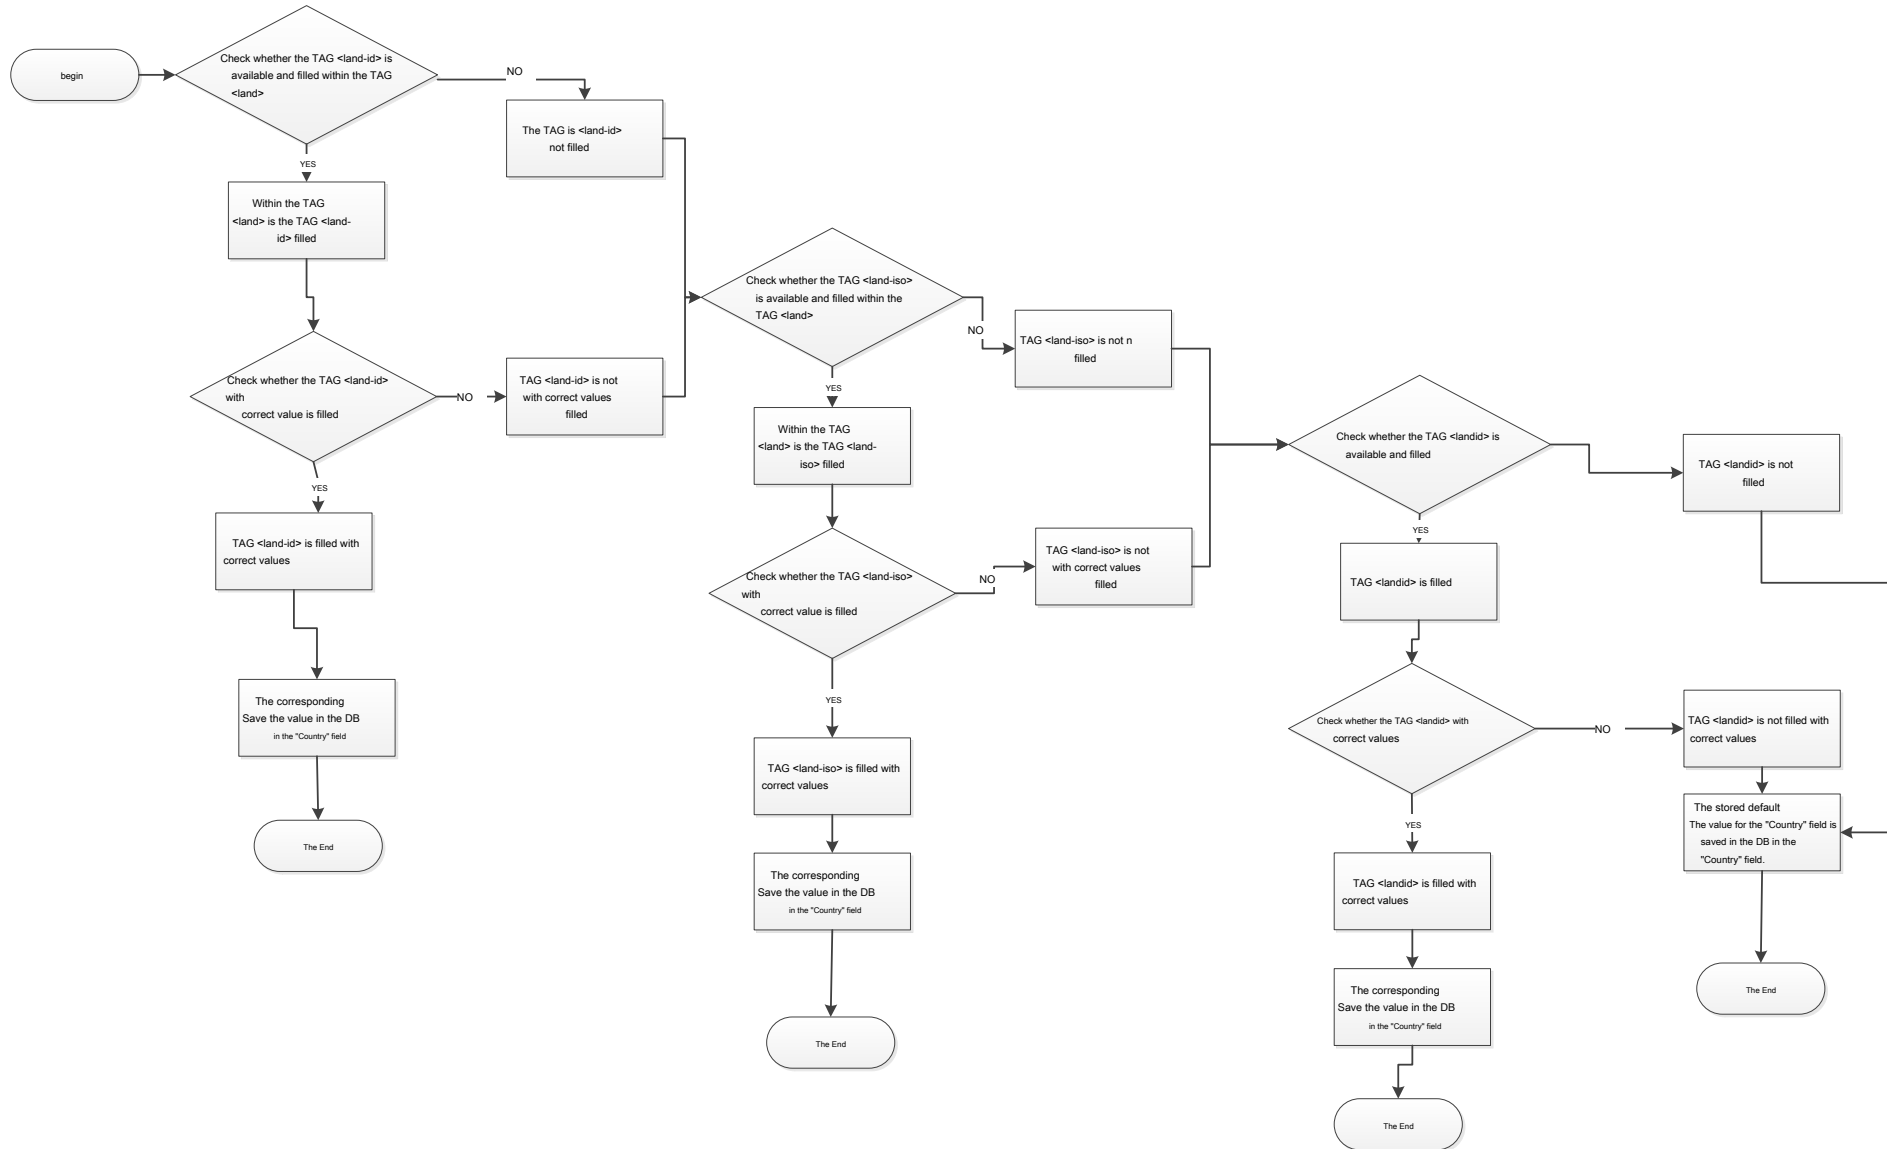 begin
Check whether the TAG <land-id> is
available and filled within the TAG
<land>
NO
The TAG is <land-id>
not filled
YES
Within the TAG
<land> is the TAG <land-
id> filled
Check whether the TAG <land-id>
with
correct value is filled
NO
TAG <land-id> is not
with correct values
filled
YES
TAG <land-id> is filled with
correct values
The corresponding
Save the value in the DB
in the "Country" field
The End
Check whether the TAG <land-iso>
is available and filled within the
TAG <land>
NO
TAG <land-iso> is not n
filled
YES
Within the TAG
<land> is the TAG <land-
iso> filled
Check whether the TAG <land-iso>
with
correct value is filled
NO
TAG <land-iso> is not
with correct values
filled
YES
TAG <land-iso> is filled with
correct values
The corresponding
Save the value in the DB
in the "Country" field
The End
Check whether the TAG <landid> is
available and filled
TAG <landid> is not
filled
YES
TAG <landid> is filled
Check whether the TAG <landid> with
correct values
NO
TAG <landid> is not filled with
correct values
The stored default
The value for the "Country" field is
saved in the DB in the
"Country" field.
The End
YES
TAG <landid> is filled with
correct values
The corresponding
Save the value in the DB
in the "Country" field
The End